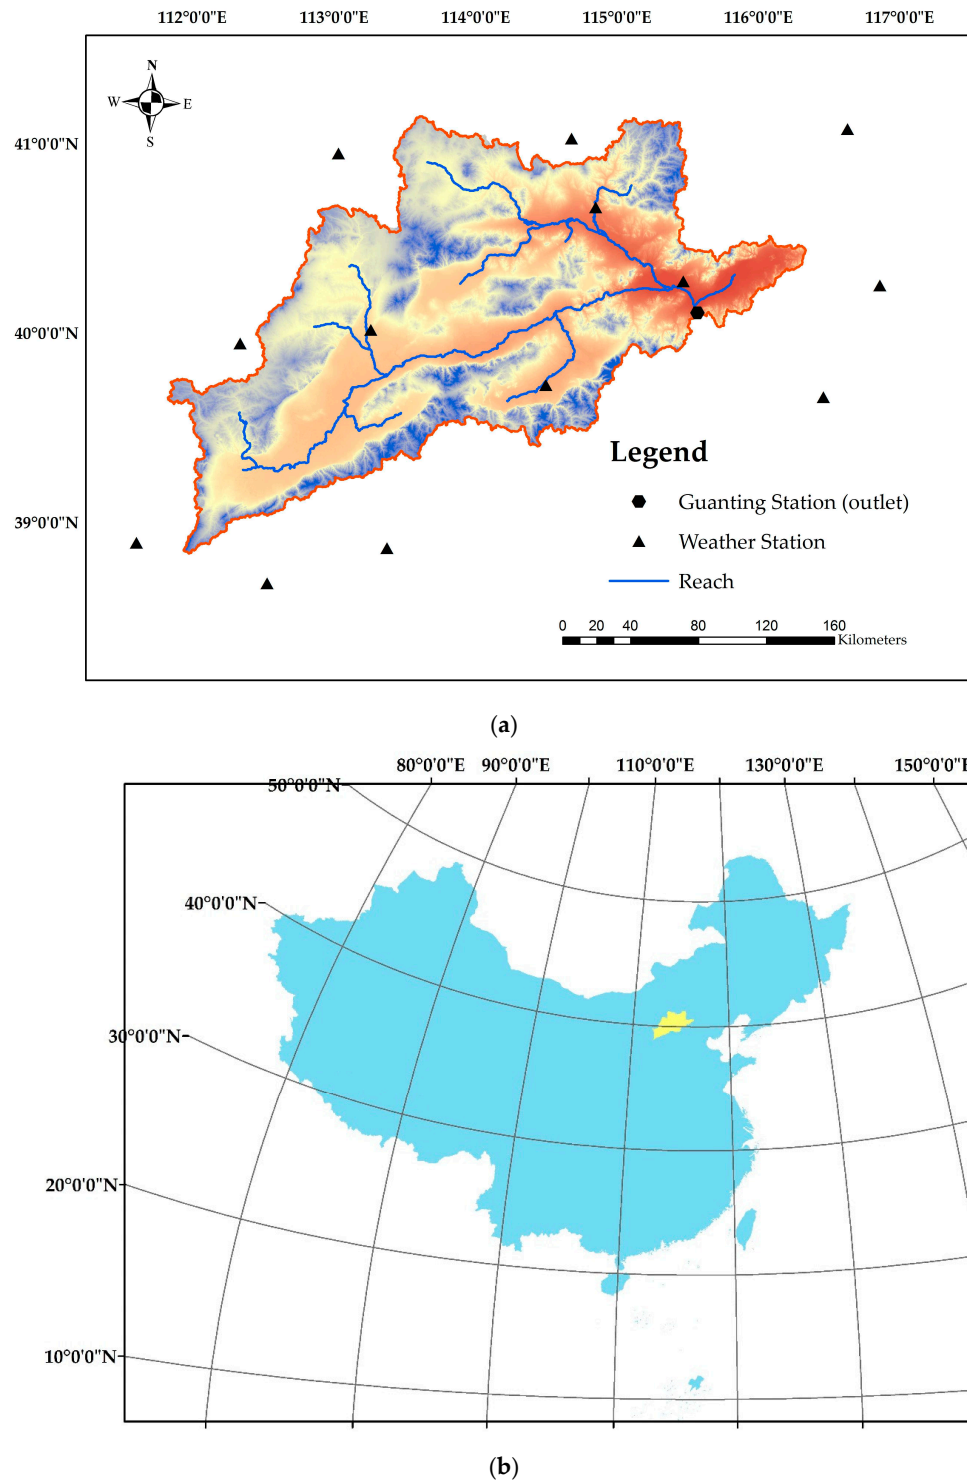 112°0'0"E 113°0'0"E 114°0'0"E 115°0'0"E 116°0'0"E 117°0'0"E
N
W E
S
41°0'0"N
40°0'0"N
39°0'0"N
Legend
Guanting Station (outlet)
Weather Station
Reach
0 20 40 80 120 160
Kilometers
(a)
80°0'0"E 90°0'0"E 110°0'0"E 130°0'0"E 150°0'0"E
50°0'0"N
40°0'0"N
30°0'0"N
20°0'0"N
10°0'0"N
(b)